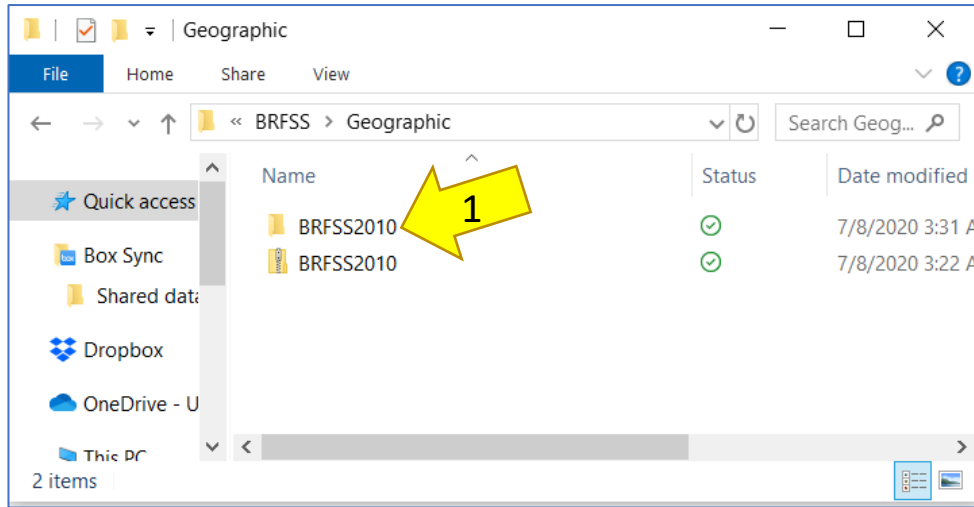 Geographic
File Home Share View
« BRFSS > Geographic Search Geog...
Name Status Date modified
Quick access
BRFSS2010 1 7/8/2020 3:31 A
Box Sync
BRFSS2010 7/8/2020 3:22 A
Shared data
Dropbox
OneDrive - U
This PC
2 items